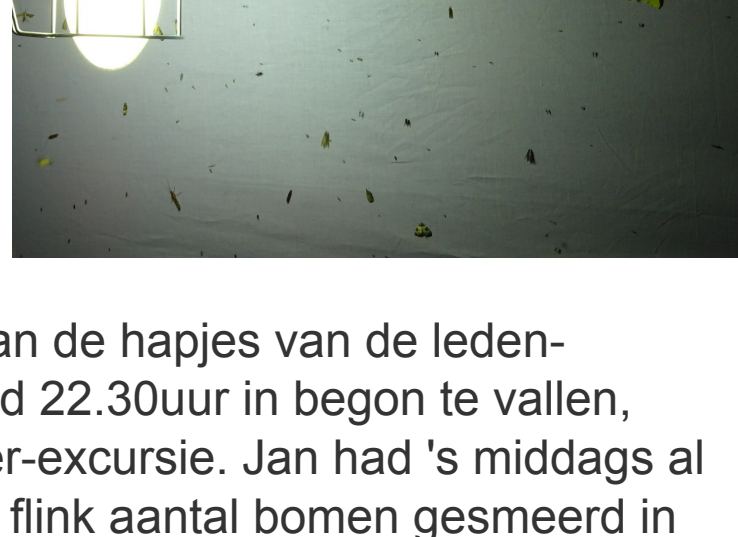 an de hapjes van de leden-
d 22.30uur in begon te vallen,
er-excursie. Jan had 's middags al
flink aantal bomen gesmeerd in